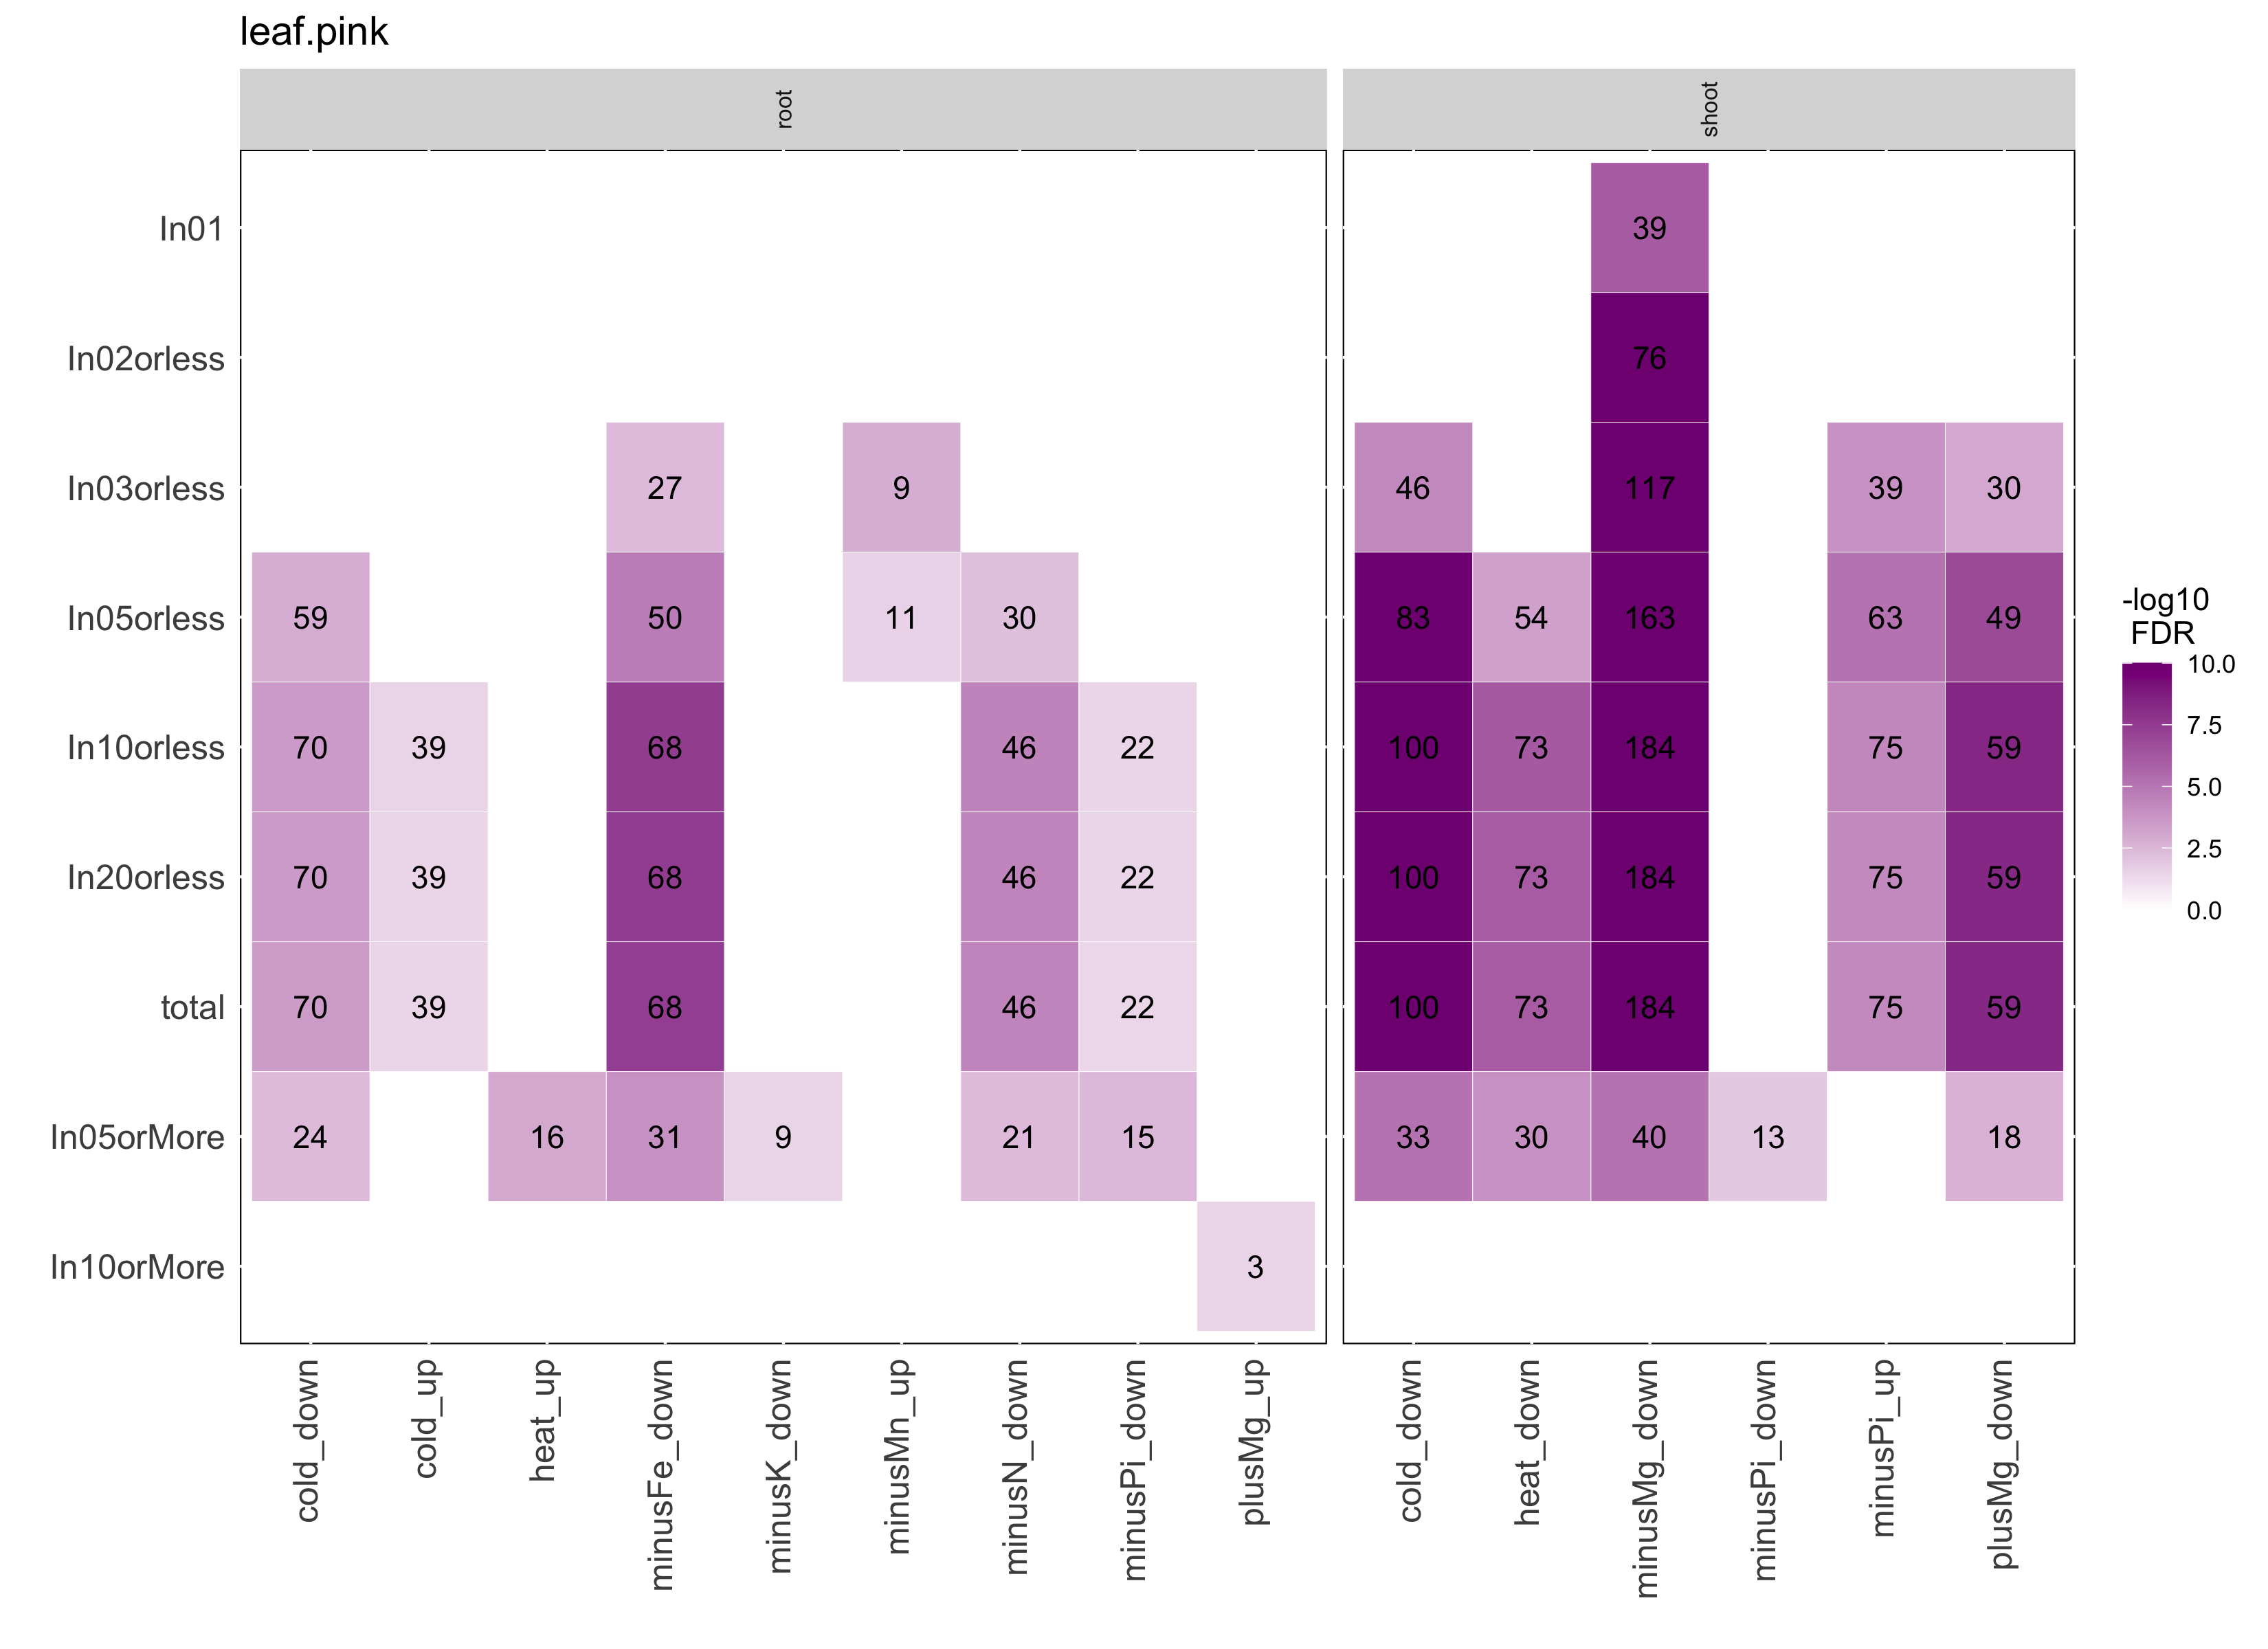 leaf.pink
root shoot
In01 39
In02orless 76
In03orless 27 9 46 117 39 30
In05orless 59 50 11 30 83 54 163 63 49
In10orless 70 39 68 46 22 100 73 184 75 59
In20orless 70 39 68 46 22 100 73 184 75 59
total 70 39 68 46 22 100 73 184 75 59
In05orMore 24 16 31 9 21 15 33 30 40 13 18
In10orMore 3
cold_down cold_up heat_up minusFe_down minusK_down minusMn_up minusN_down minusPi_down plusMg_up cold_down heat_down minusMg_down minusPi_down minusPi_up plusMg_down
-log10
FDR
10.0
7.5
5.0
2.5
0.0